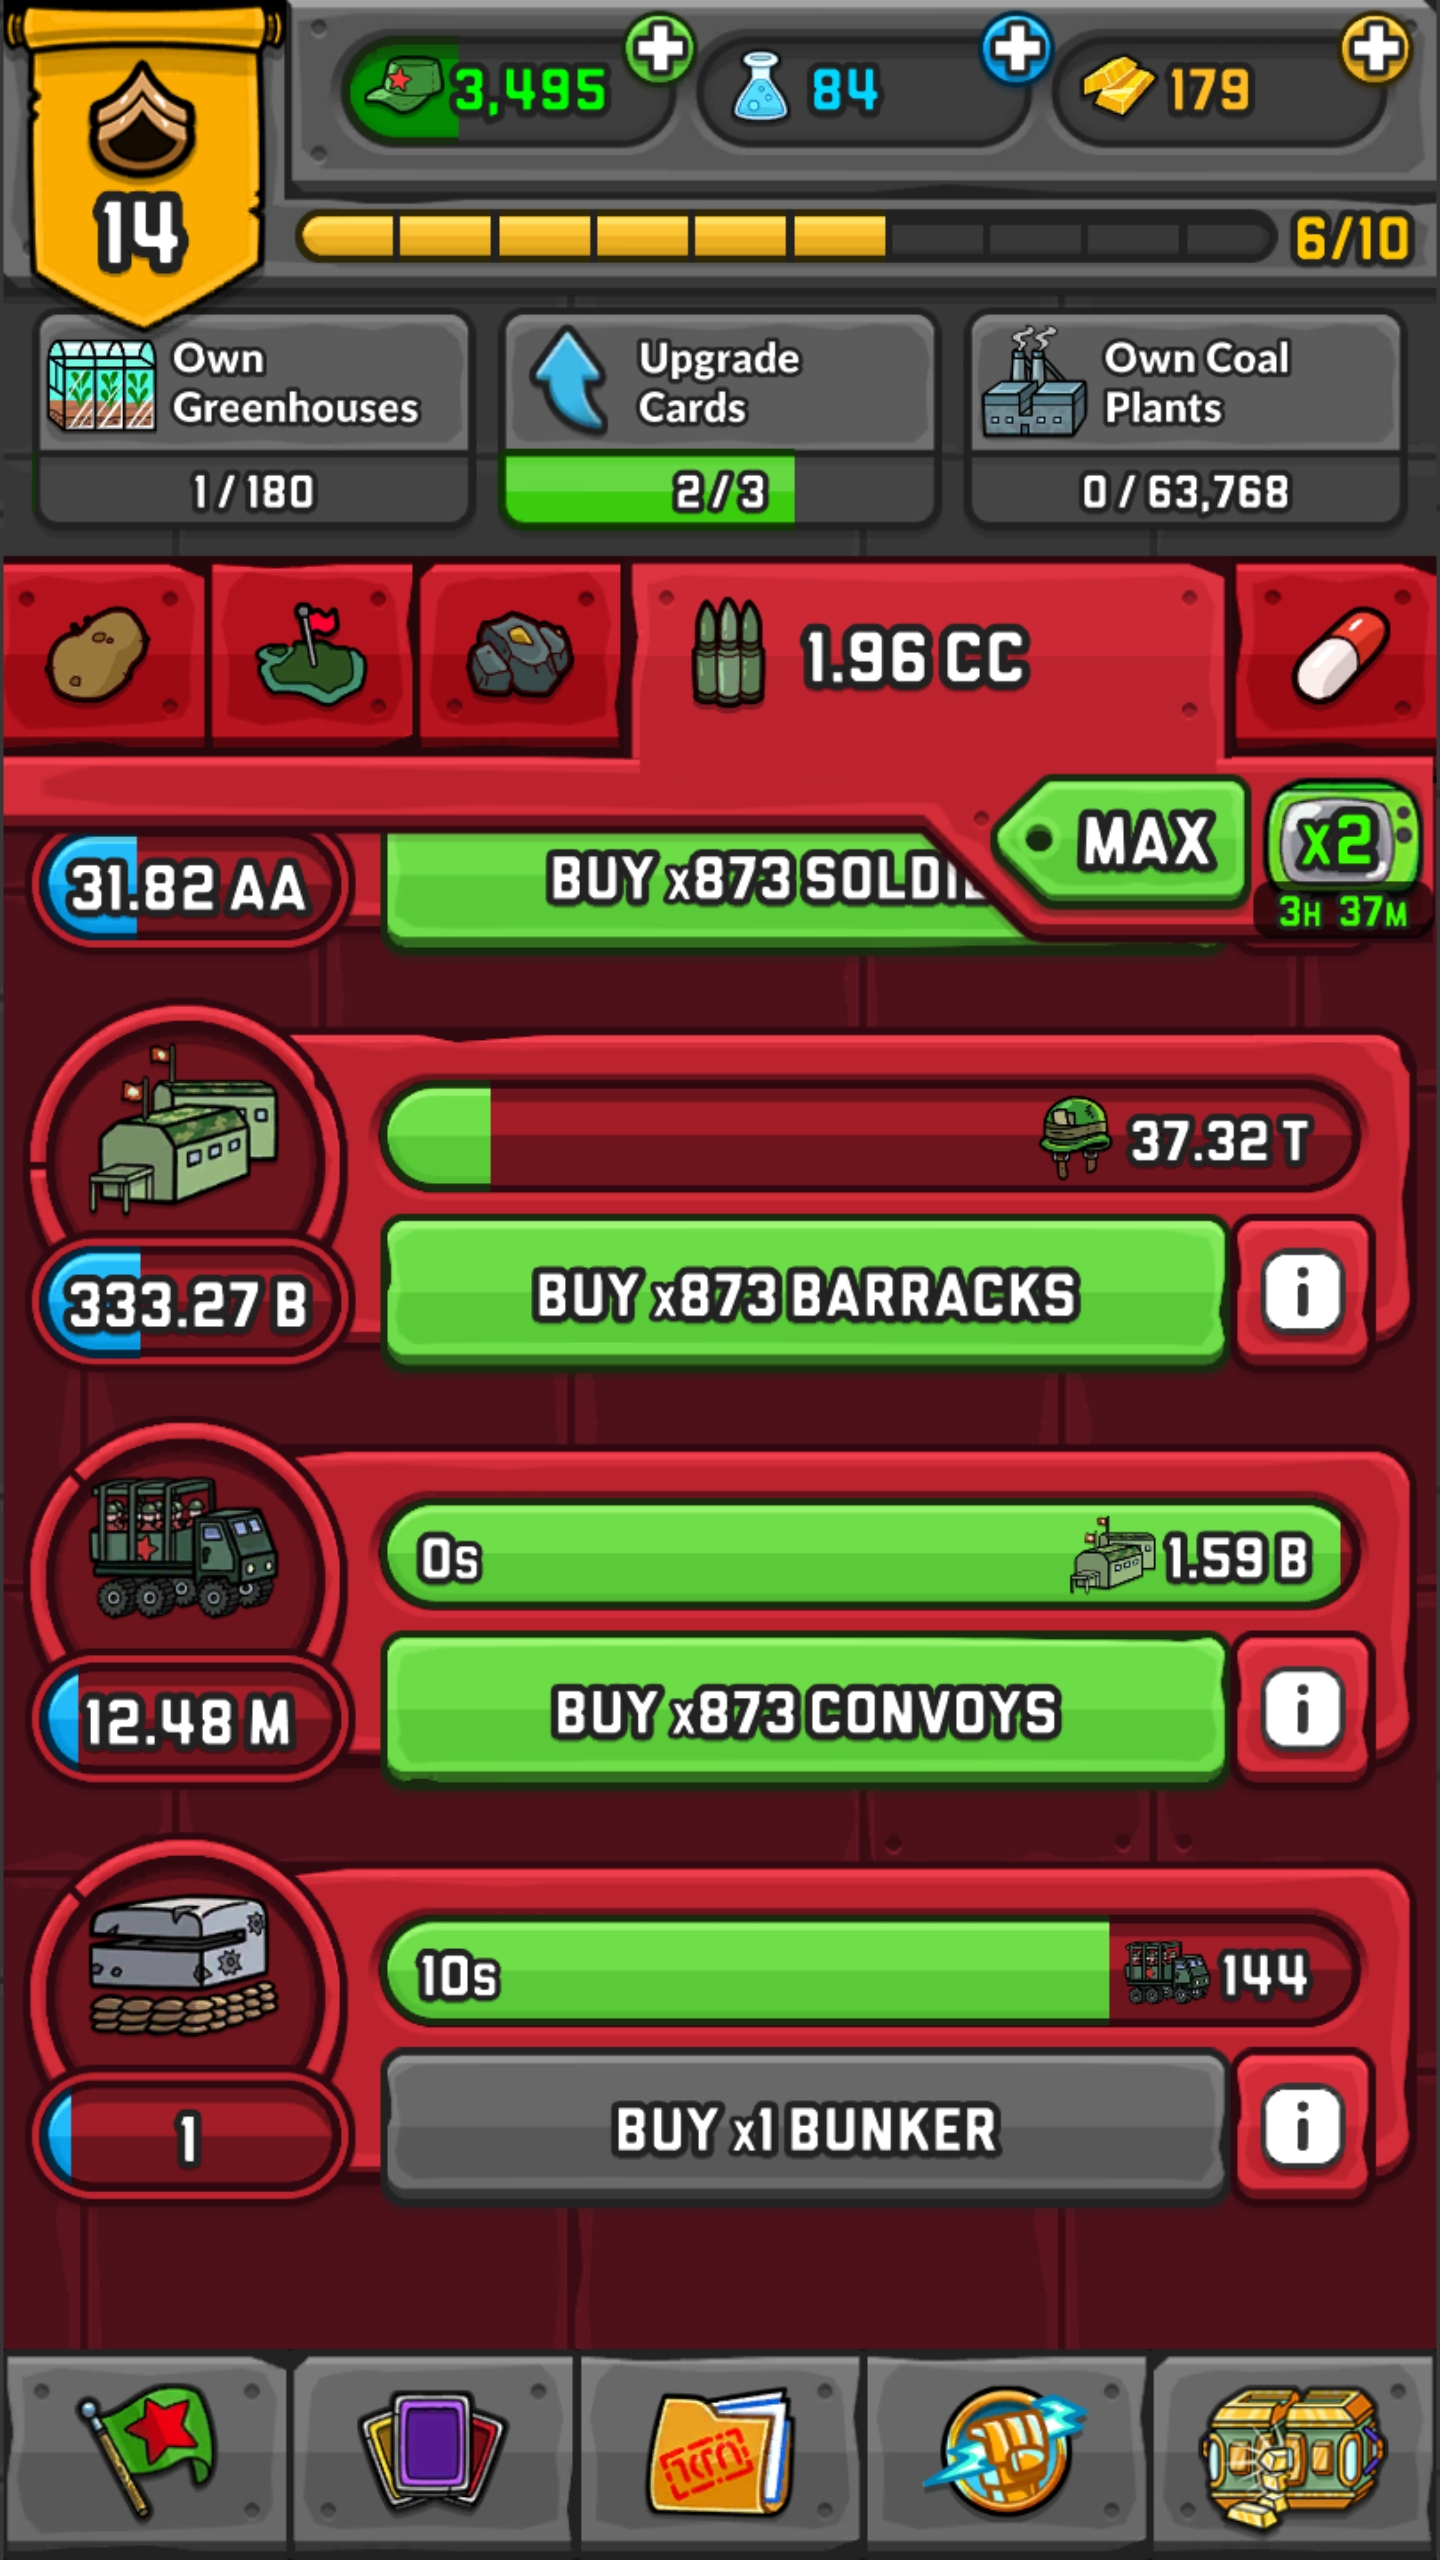 3,495
84
179
14
6/10
Own
Greenhouses
1/180
Upgrade
Cards
2/3
Own Coal
Plants
0/63,768
1.96 CC
MAX
x2
3H 37M
31.82 AA
BUY x873 SOLDI
37.32 T
333.27 B
BUY x873 BARRACKS
i
0s
1.59 B
12.48 M
BUY x873 CONVOYS
i
10s
144
1
BUY x1 BUNKER
i